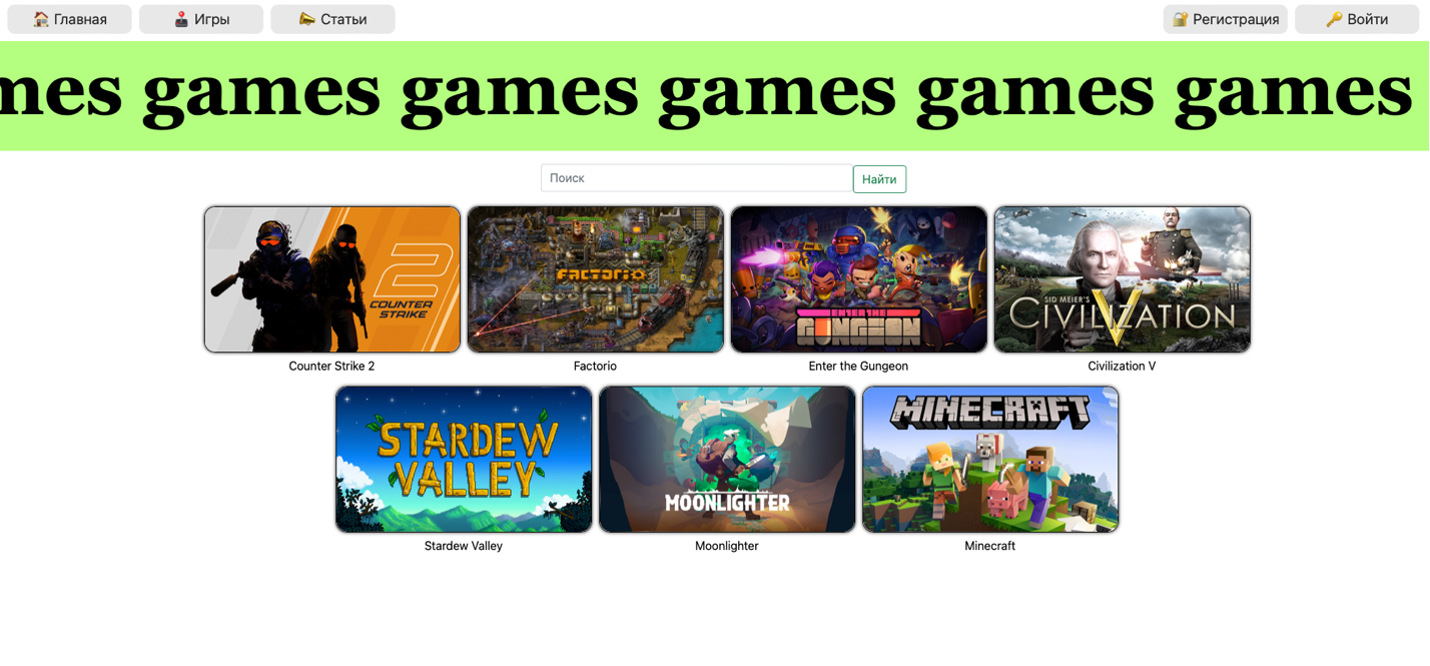 🏠 Главная 🕹 Игры 📯 Статьи 🔐 Регистрация 🔑 Войти
mes games games games games games
Поиск Найти
2
COUNTER
STRIKE
FACTORIO
ENTER THE
GUNGEON
SID MEIER'S
CIVILIZATION
V
Counter Strike 2 Factorio Enter the Gungeon Civilization V
STARDEW
VALLEY
MOONLIGHTER
MINECRAFT
Stardew Valley Moonlighter Minecraft